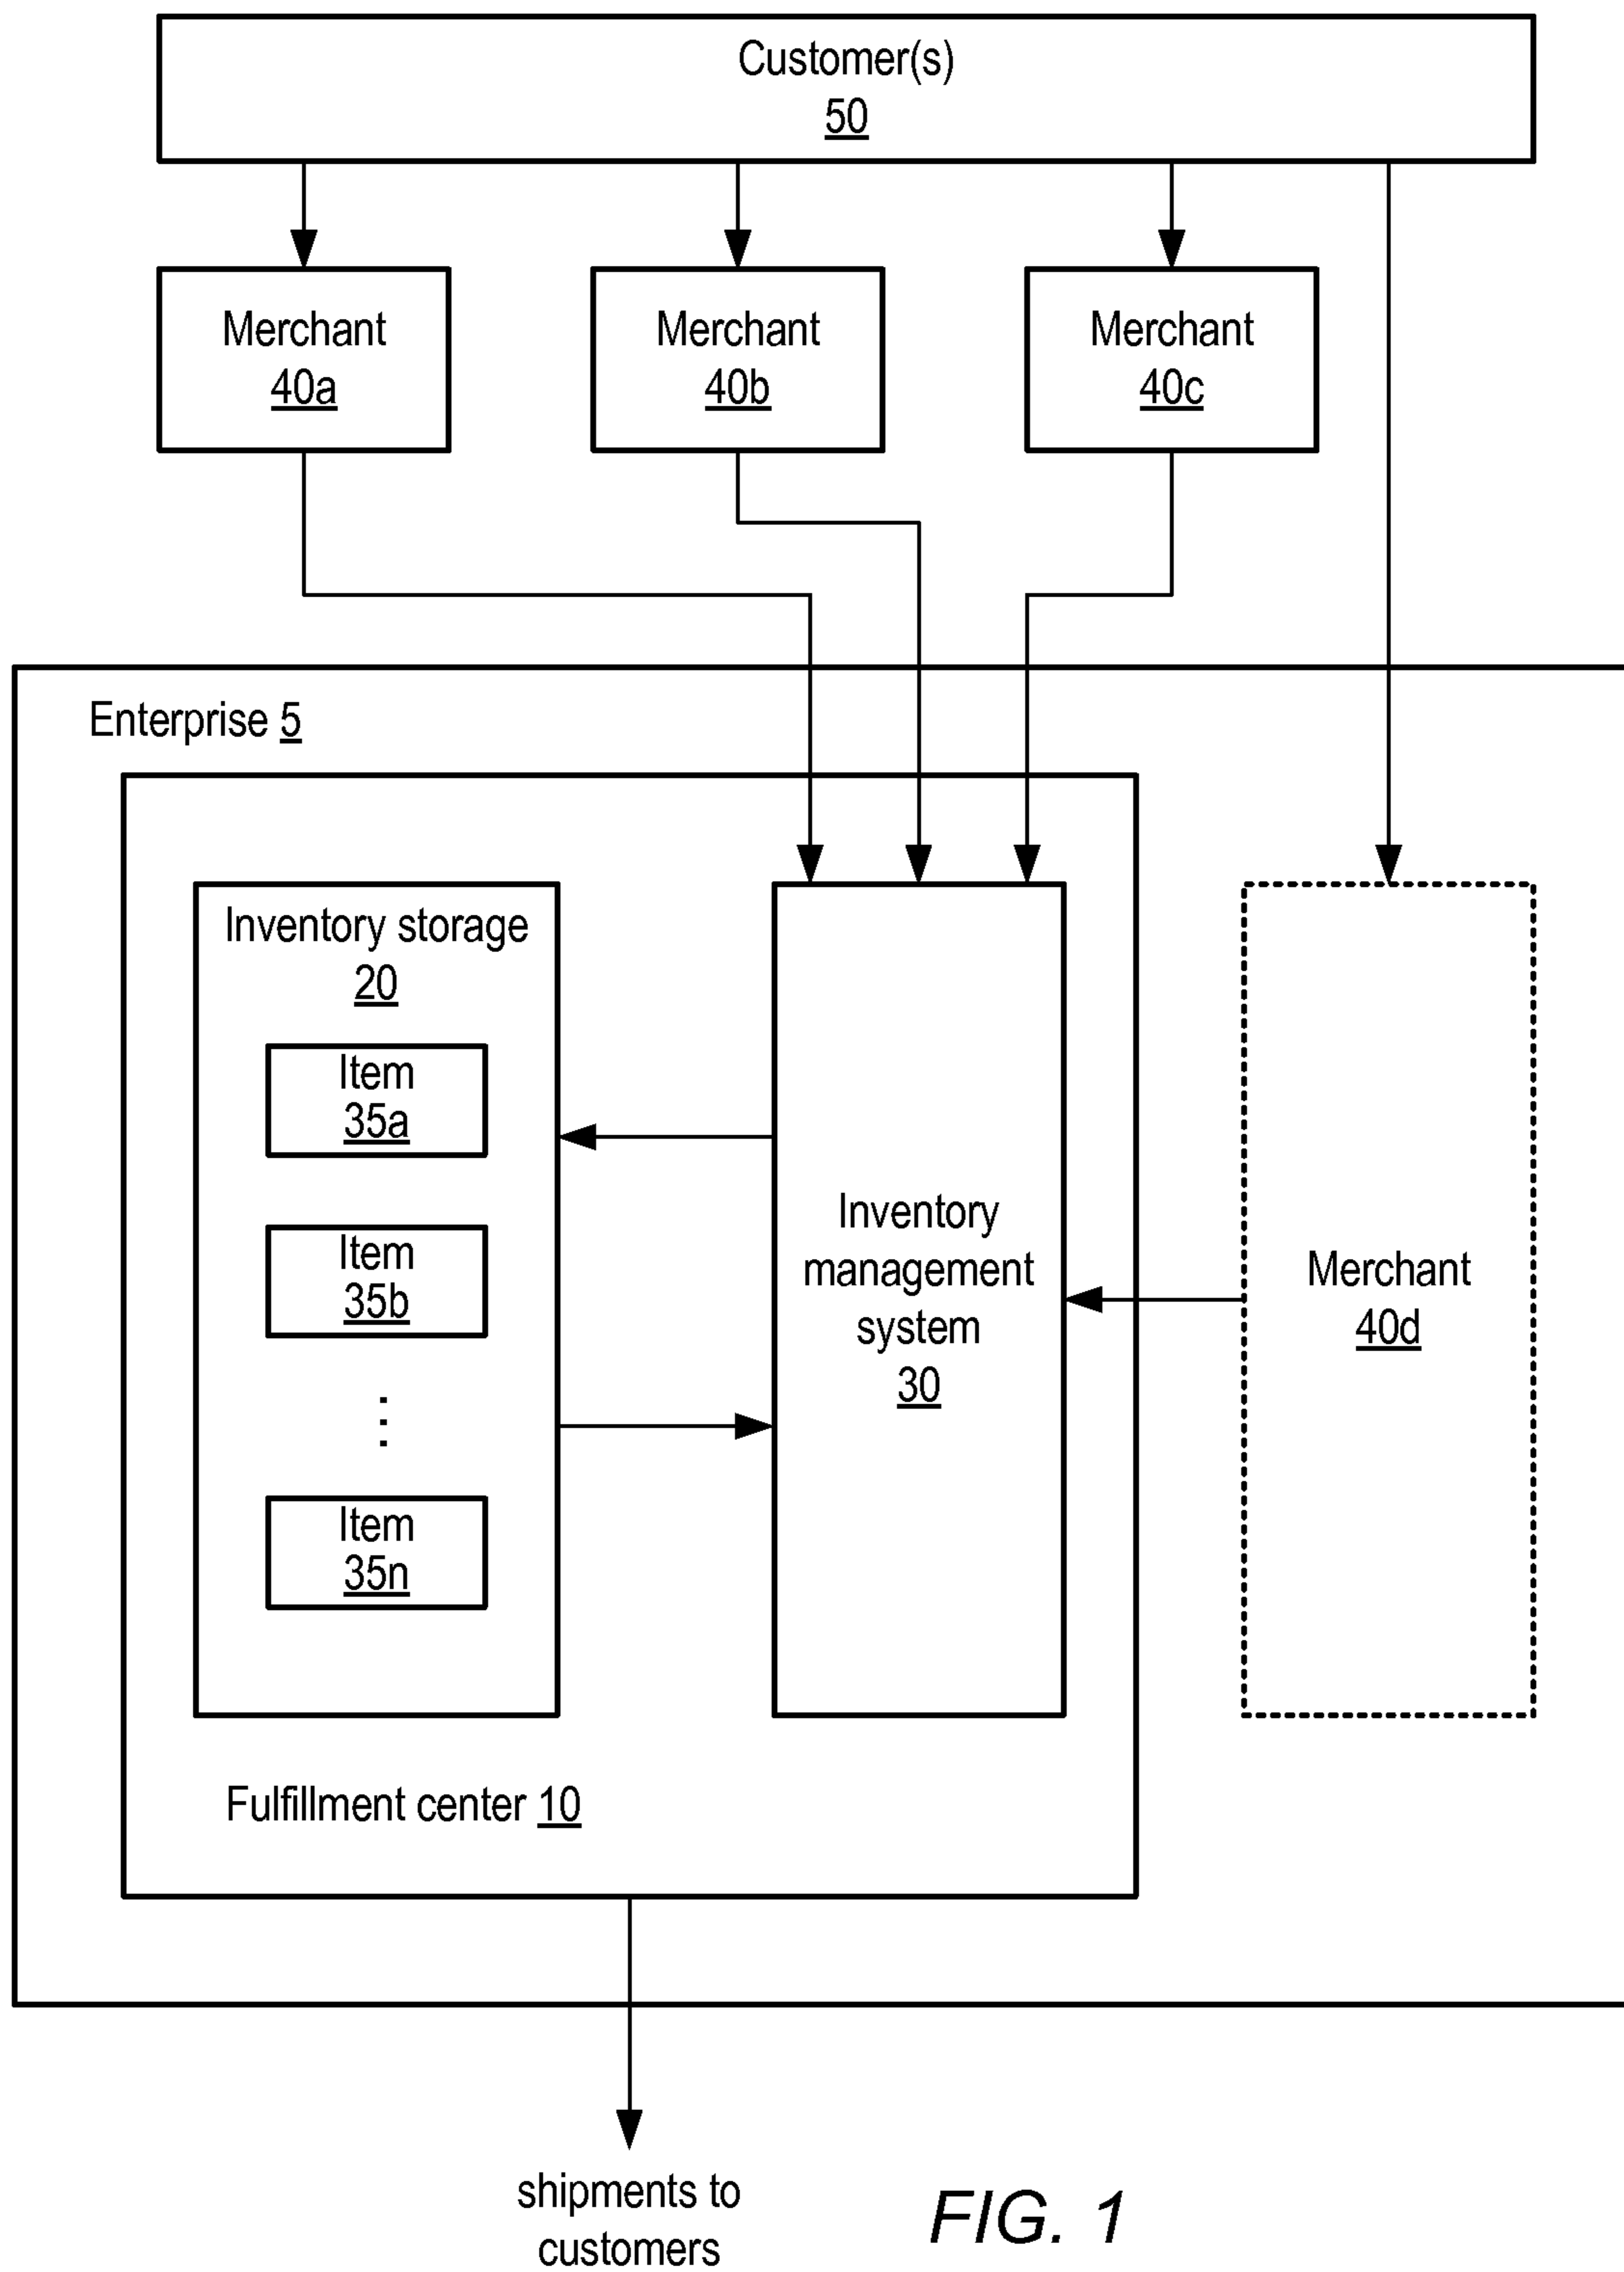 Customer(s)
50
Merchant
40a
Merchant
40b
Merchant
40c
Enterprise 5
Inventory storage
20
Item
35a
Item
35b
Item
35n
Inventory
management
system
30
Merchant
40d
Fulfillment center 10
shipments to
customers
FIG. 1